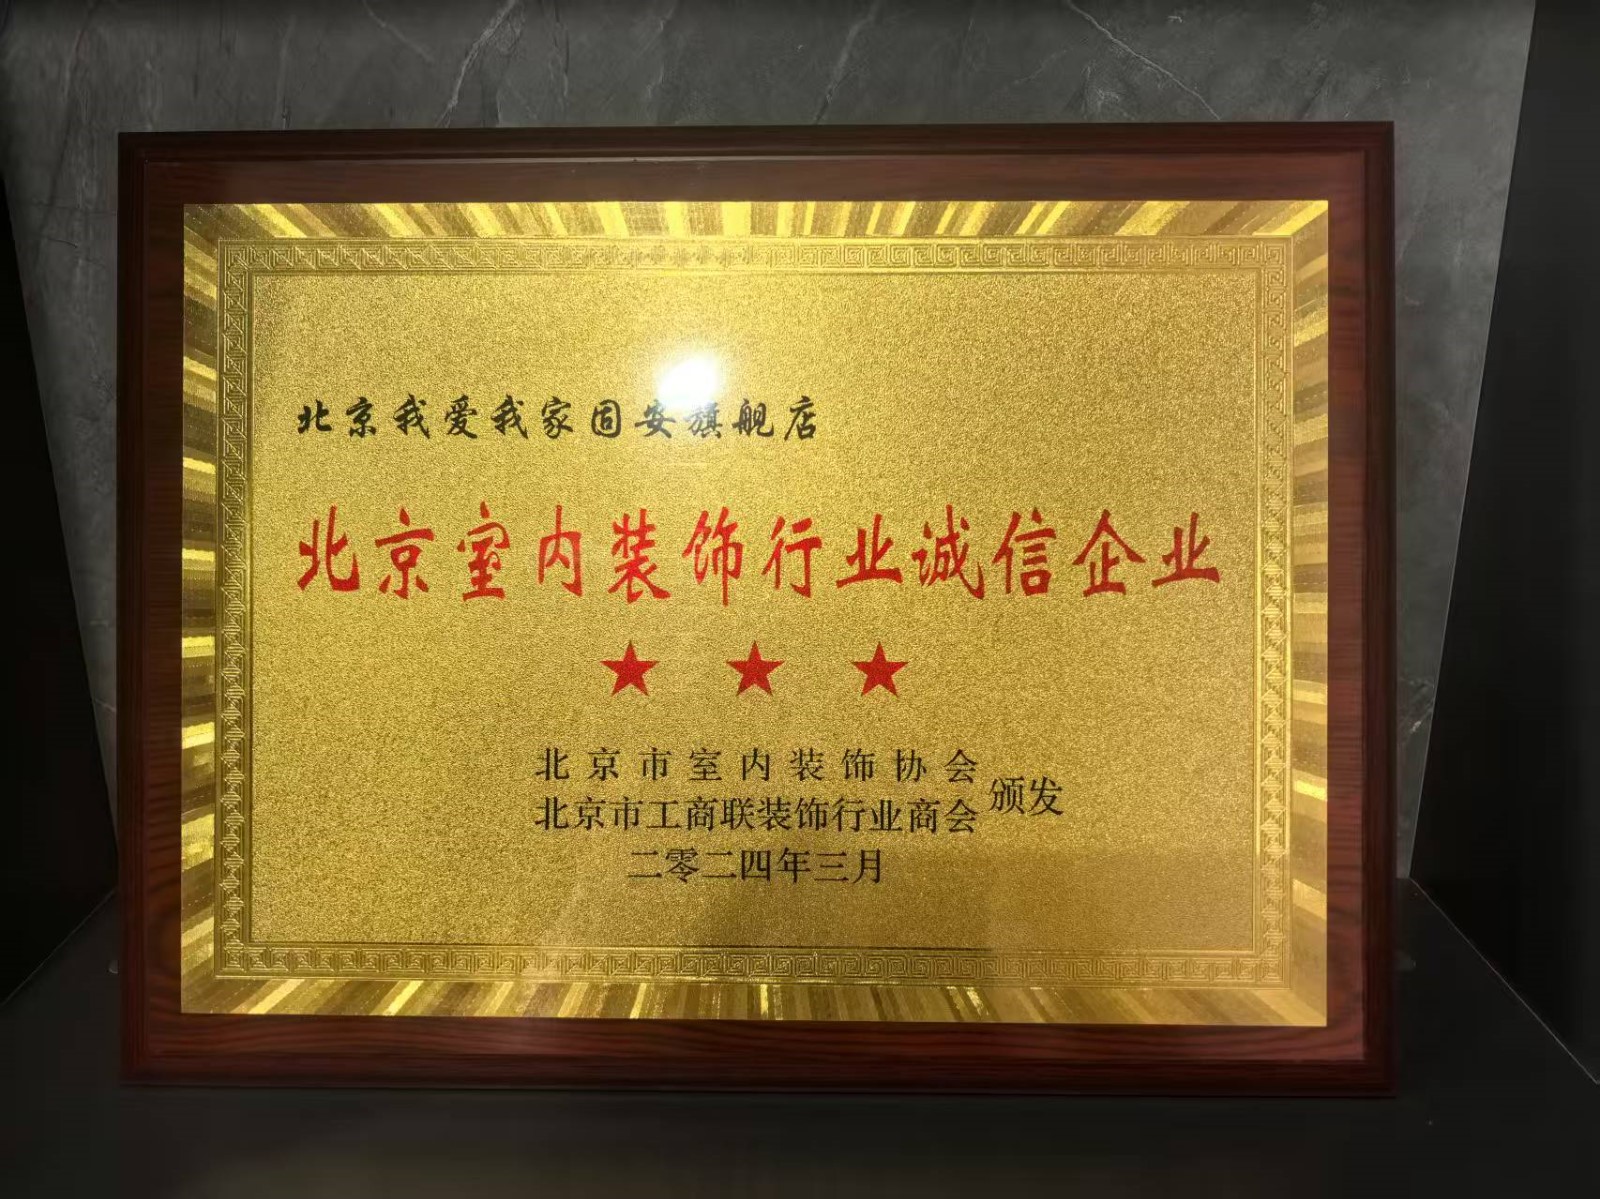 北京我爱我家固安旗舰店
北京室内装饰行业诚信企业
★ ★ ★
北京市室内装饰协会
北京市工商联装饰行业商会
颁发
二零二四年三月